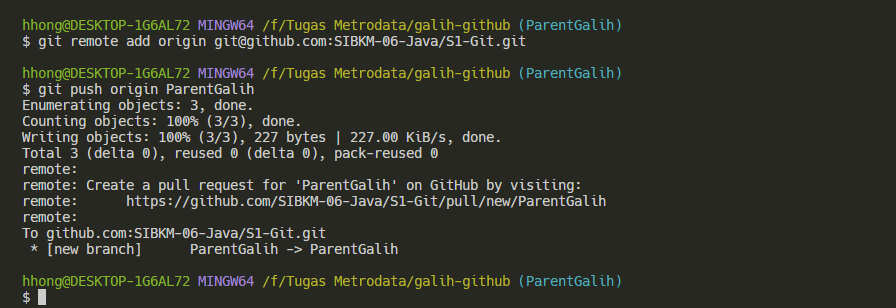 hhong@DESKTOP-1G6AL72 MINGW64 /f/Tugas Metrodata/galih-github (ParentGalih)
$ git remote add origin git@github.com:SIBKM-06-Java/S1-Git.git
hhong@DESKTOP-1G6AL72 MINGW64 /f/Tugas Metrodata/galih-github (ParentGalih)
$ git push origin ParentGalih
Enumerating objects: 3, done.
Counting objects: 100% (3/3), done.
Writing objects: 100% (3/3), 227 bytes | 227.00 KiB/s, done.
Total 3 (delta 0), reused 0 (delta 0), pack-reused 0
remote:
remote: Create a pull request for 'ParentGalih' on GitHub by visiting:
remote:      https://github.com/SIBKM-06-Java/S1-Git/pull/new/ParentGalih
remote:
To github.com:SIBKM-06-Java/S1-Git.git
 * [new branch]      ParentGalih -> ParentGalih
hhong@DESKTOP-1G6AL72 MINGW64 /f/Tugas Metrodata/galih-github (ParentGalih)
$